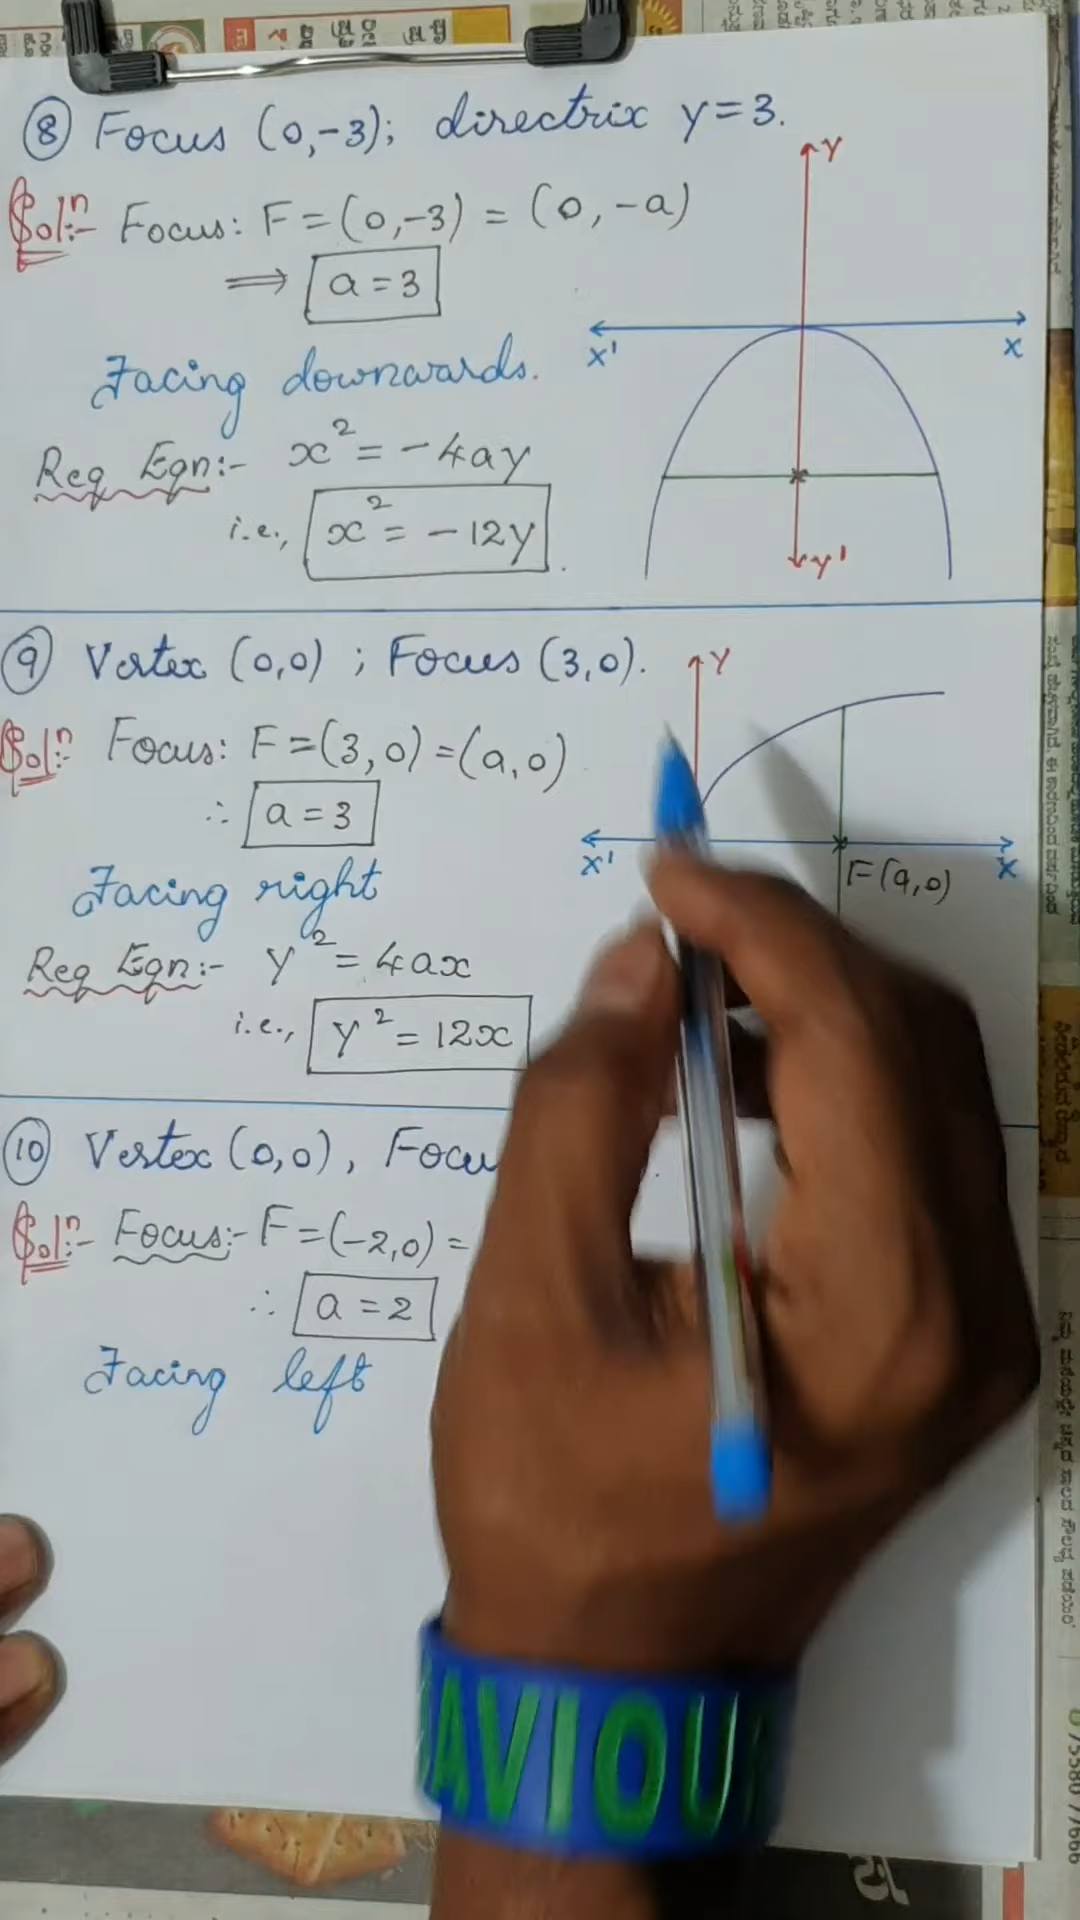 ⑧ Focus (0,-3); directrix y=3.
Solⁿ:- Focus: F = (0,-3) = (0,-a)
⟹ a = 3
Facing downwards.
Req Eqn:- x² = -4ay
i.e., x² = -12y.
Y
X' X
Y'
⑨ Vertex (0,0) ; Focus (3,0).
Solⁿ:- Focus: F = (3,0) = (a,0)
∴ a = 3
Facing right
Req Eqn:- y² = 4ax
i.e., y² = 12x
Y
X' X
F(a,0)
⑩ Vertex (0,0), Focu
Solⁿ:- Focus:- F = (-2,0) =
∴ a = 2
Facing left
AVIOU